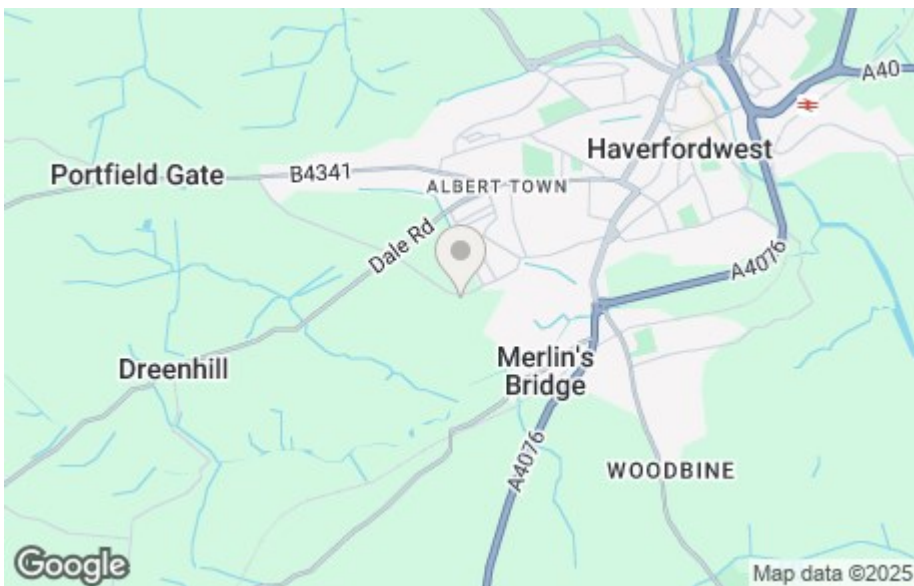 A40
Haverfordwest
Portfield Gate
B4341
ALBERT TOWN
Dale Rd
A4076
Dreenhill
Merlin's
Bridge
A4076
WOODBINE
Google
Map data ©2025